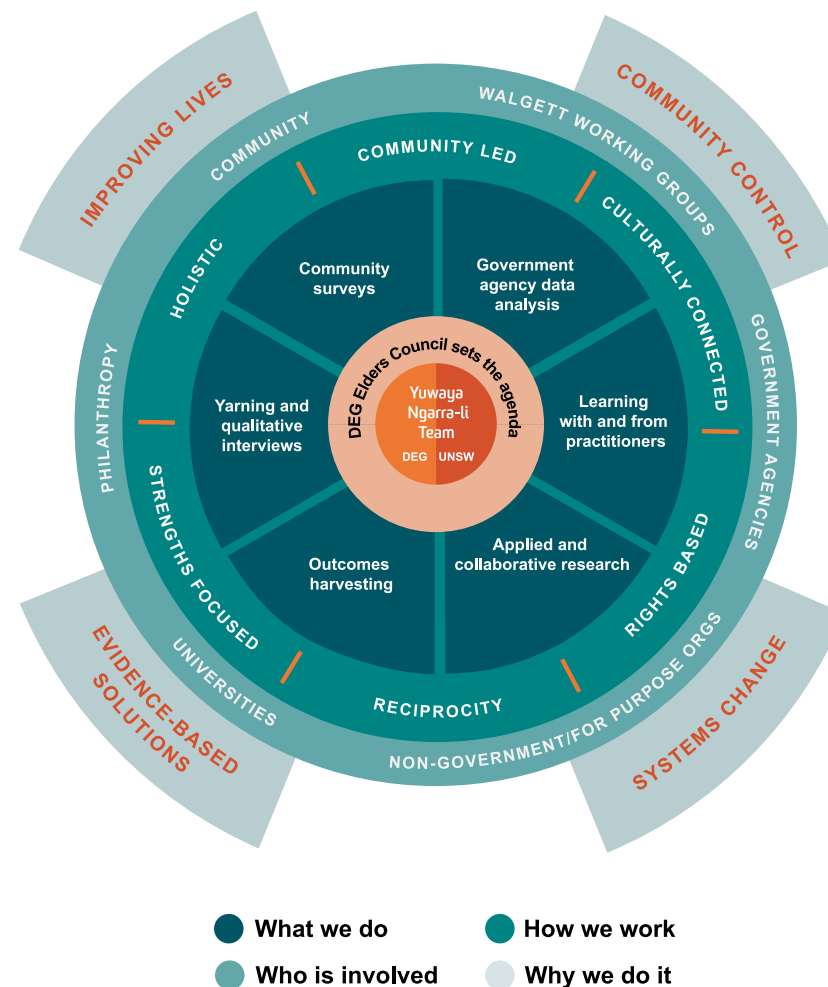 IMPROVING LIVES
COMMUNITY CONTROL
COMMUNITY
WALGETT WORKING GROUPS
GOVERNMENT AGENCIES
NON-GOVERNMENT/FOR PURPOSE ORGS
UNIVERSITIES
PHILANTHROPY
COMMUNITY LED
CULTURALLY CONNECTED
RIGHTS BASED
RECIPROCITY
STRENGTHS FOCUSED
HOLISTIC
Community
surveys
Government
agency data
analysis
Learning
with and from
practitioners
Applied and
collaborative research
Outcomes
harvesting
Yarning and
qualitative
interviews
DEG Elders Council sets the agenda
Yuwaya
Ngarra-li
Team
DEG UNSW
EVIDENCE-BASED
SOLUTIONS
SYSTEMS CHANGE
What we do
How we work
Who is involved
Why we do it